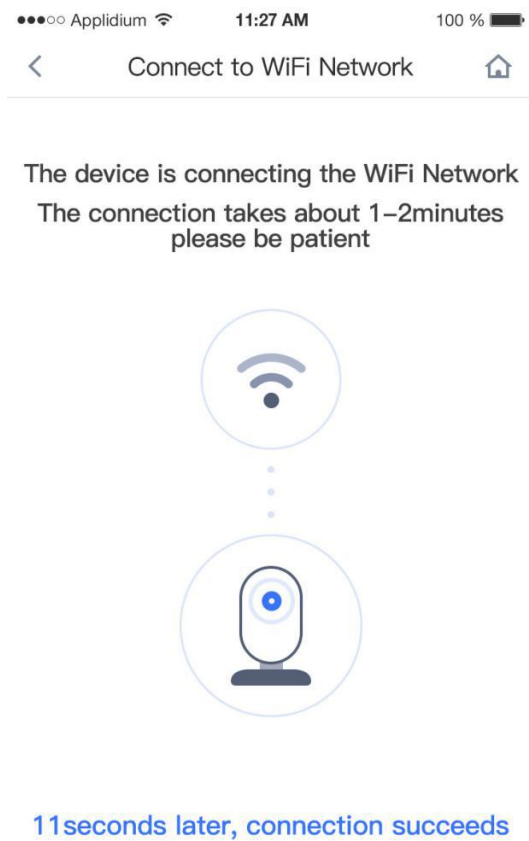 Applidium 11:27 AM 100 %
Connect to WiFi Network
The device is connecting the WiFi Network
The connection takes about 1-2minutes
please be patient
11seconds later, connection succeeds